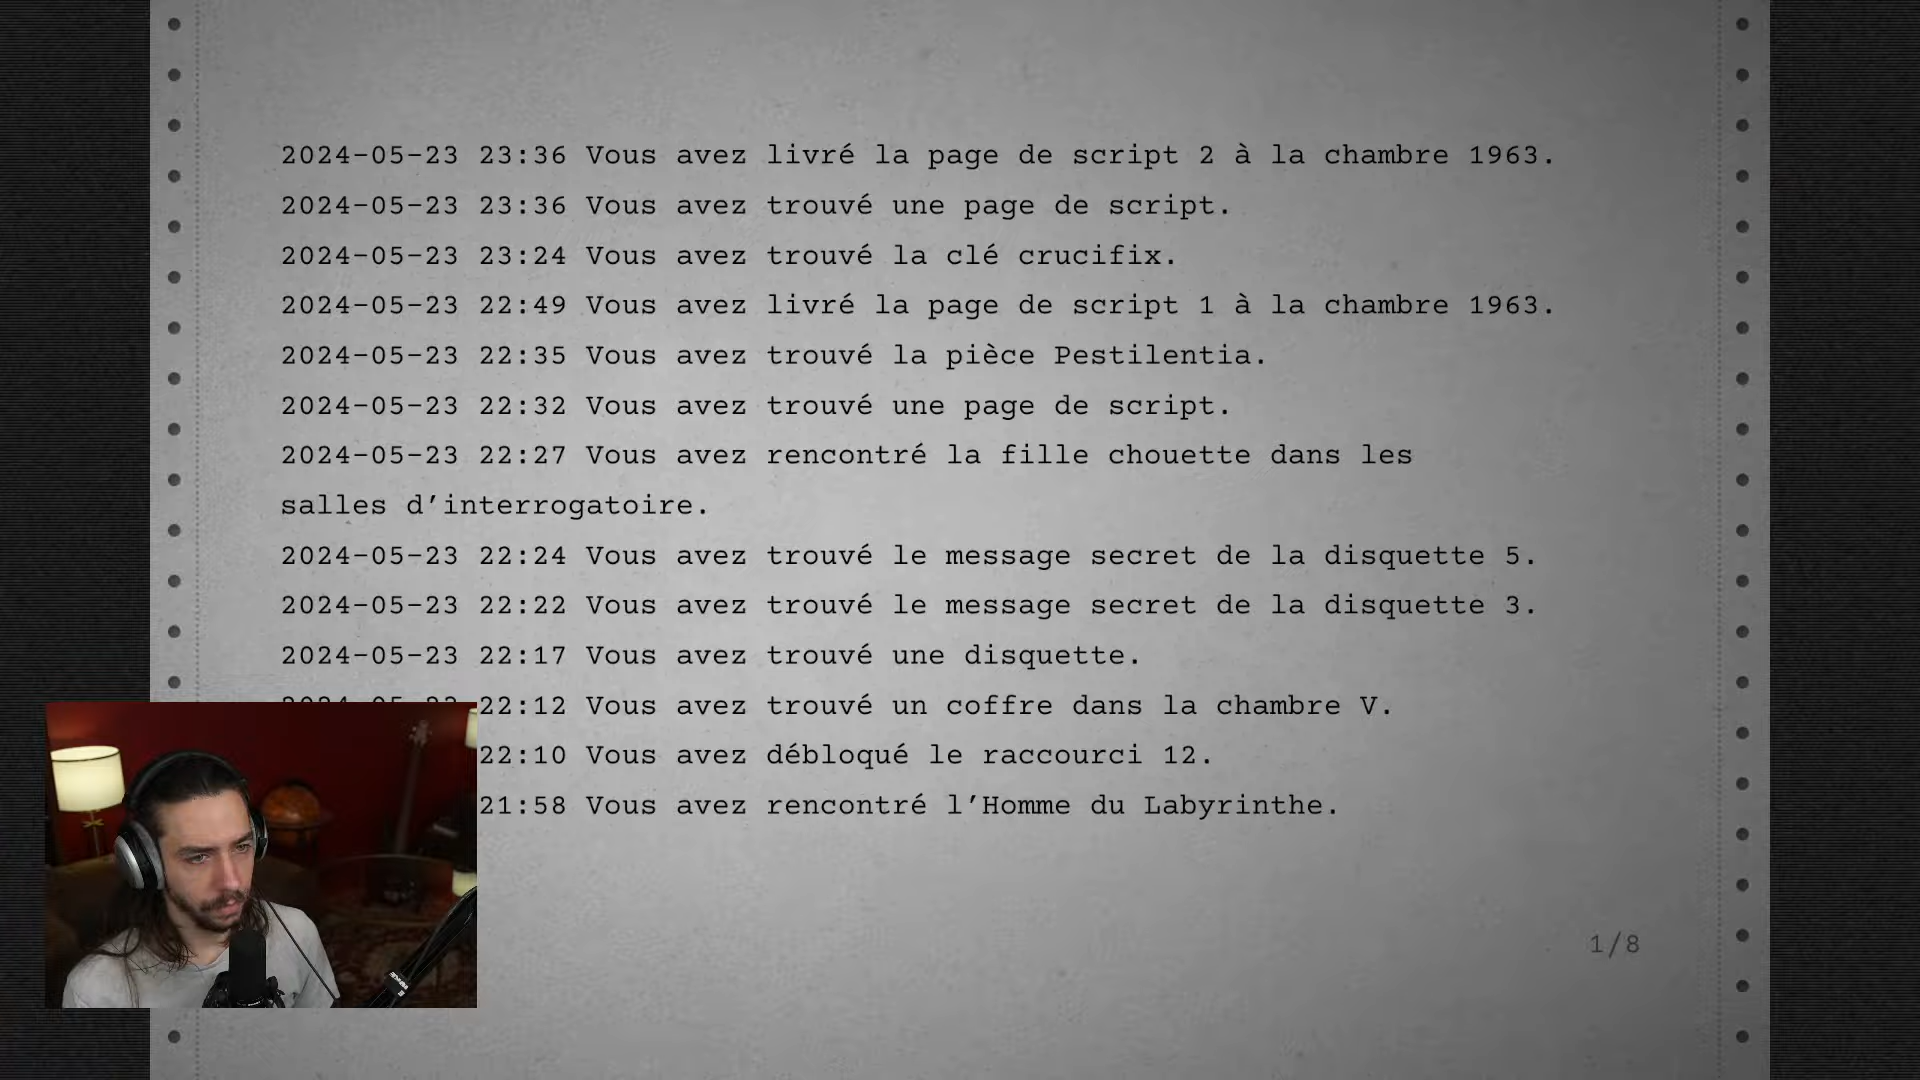 2024-05-23 23:36 Vous avez livré la page de script 2 à la chambre 1963.
2024-05-23 23:36 Vous avez trouvé une page de script.
2024-05-23 23:24 Vous avez trouvé la clé crucifix.
2024-05-23 22:49 Vous avez livré la page de script 1 à la chambre 1963.
2024-05-23 22:35 Vous avez trouvé la pièce Pestilentia.
2024-05-23 22:32 Vous avez trouvé une page de script.
2024-05-23 22:27 Vous avez rencontré la fille chouette dans les
salles d’interrogatoire.
2024-05-23 22:24 Vous avez trouvé le message secret de la disquette 5.
2024-05-23 22:22 Vous avez trouvé le message secret de la disquette 3.
2024-05-23 22:17 Vous avez trouvé une disquette.
22:12 Vous avez trouvé un coffre dans la chambre V.
22:10 Vous avez débloqué le raccourci 12.
21:58 Vous avez rencontré l’Homme du Labyrinthe.
1/8